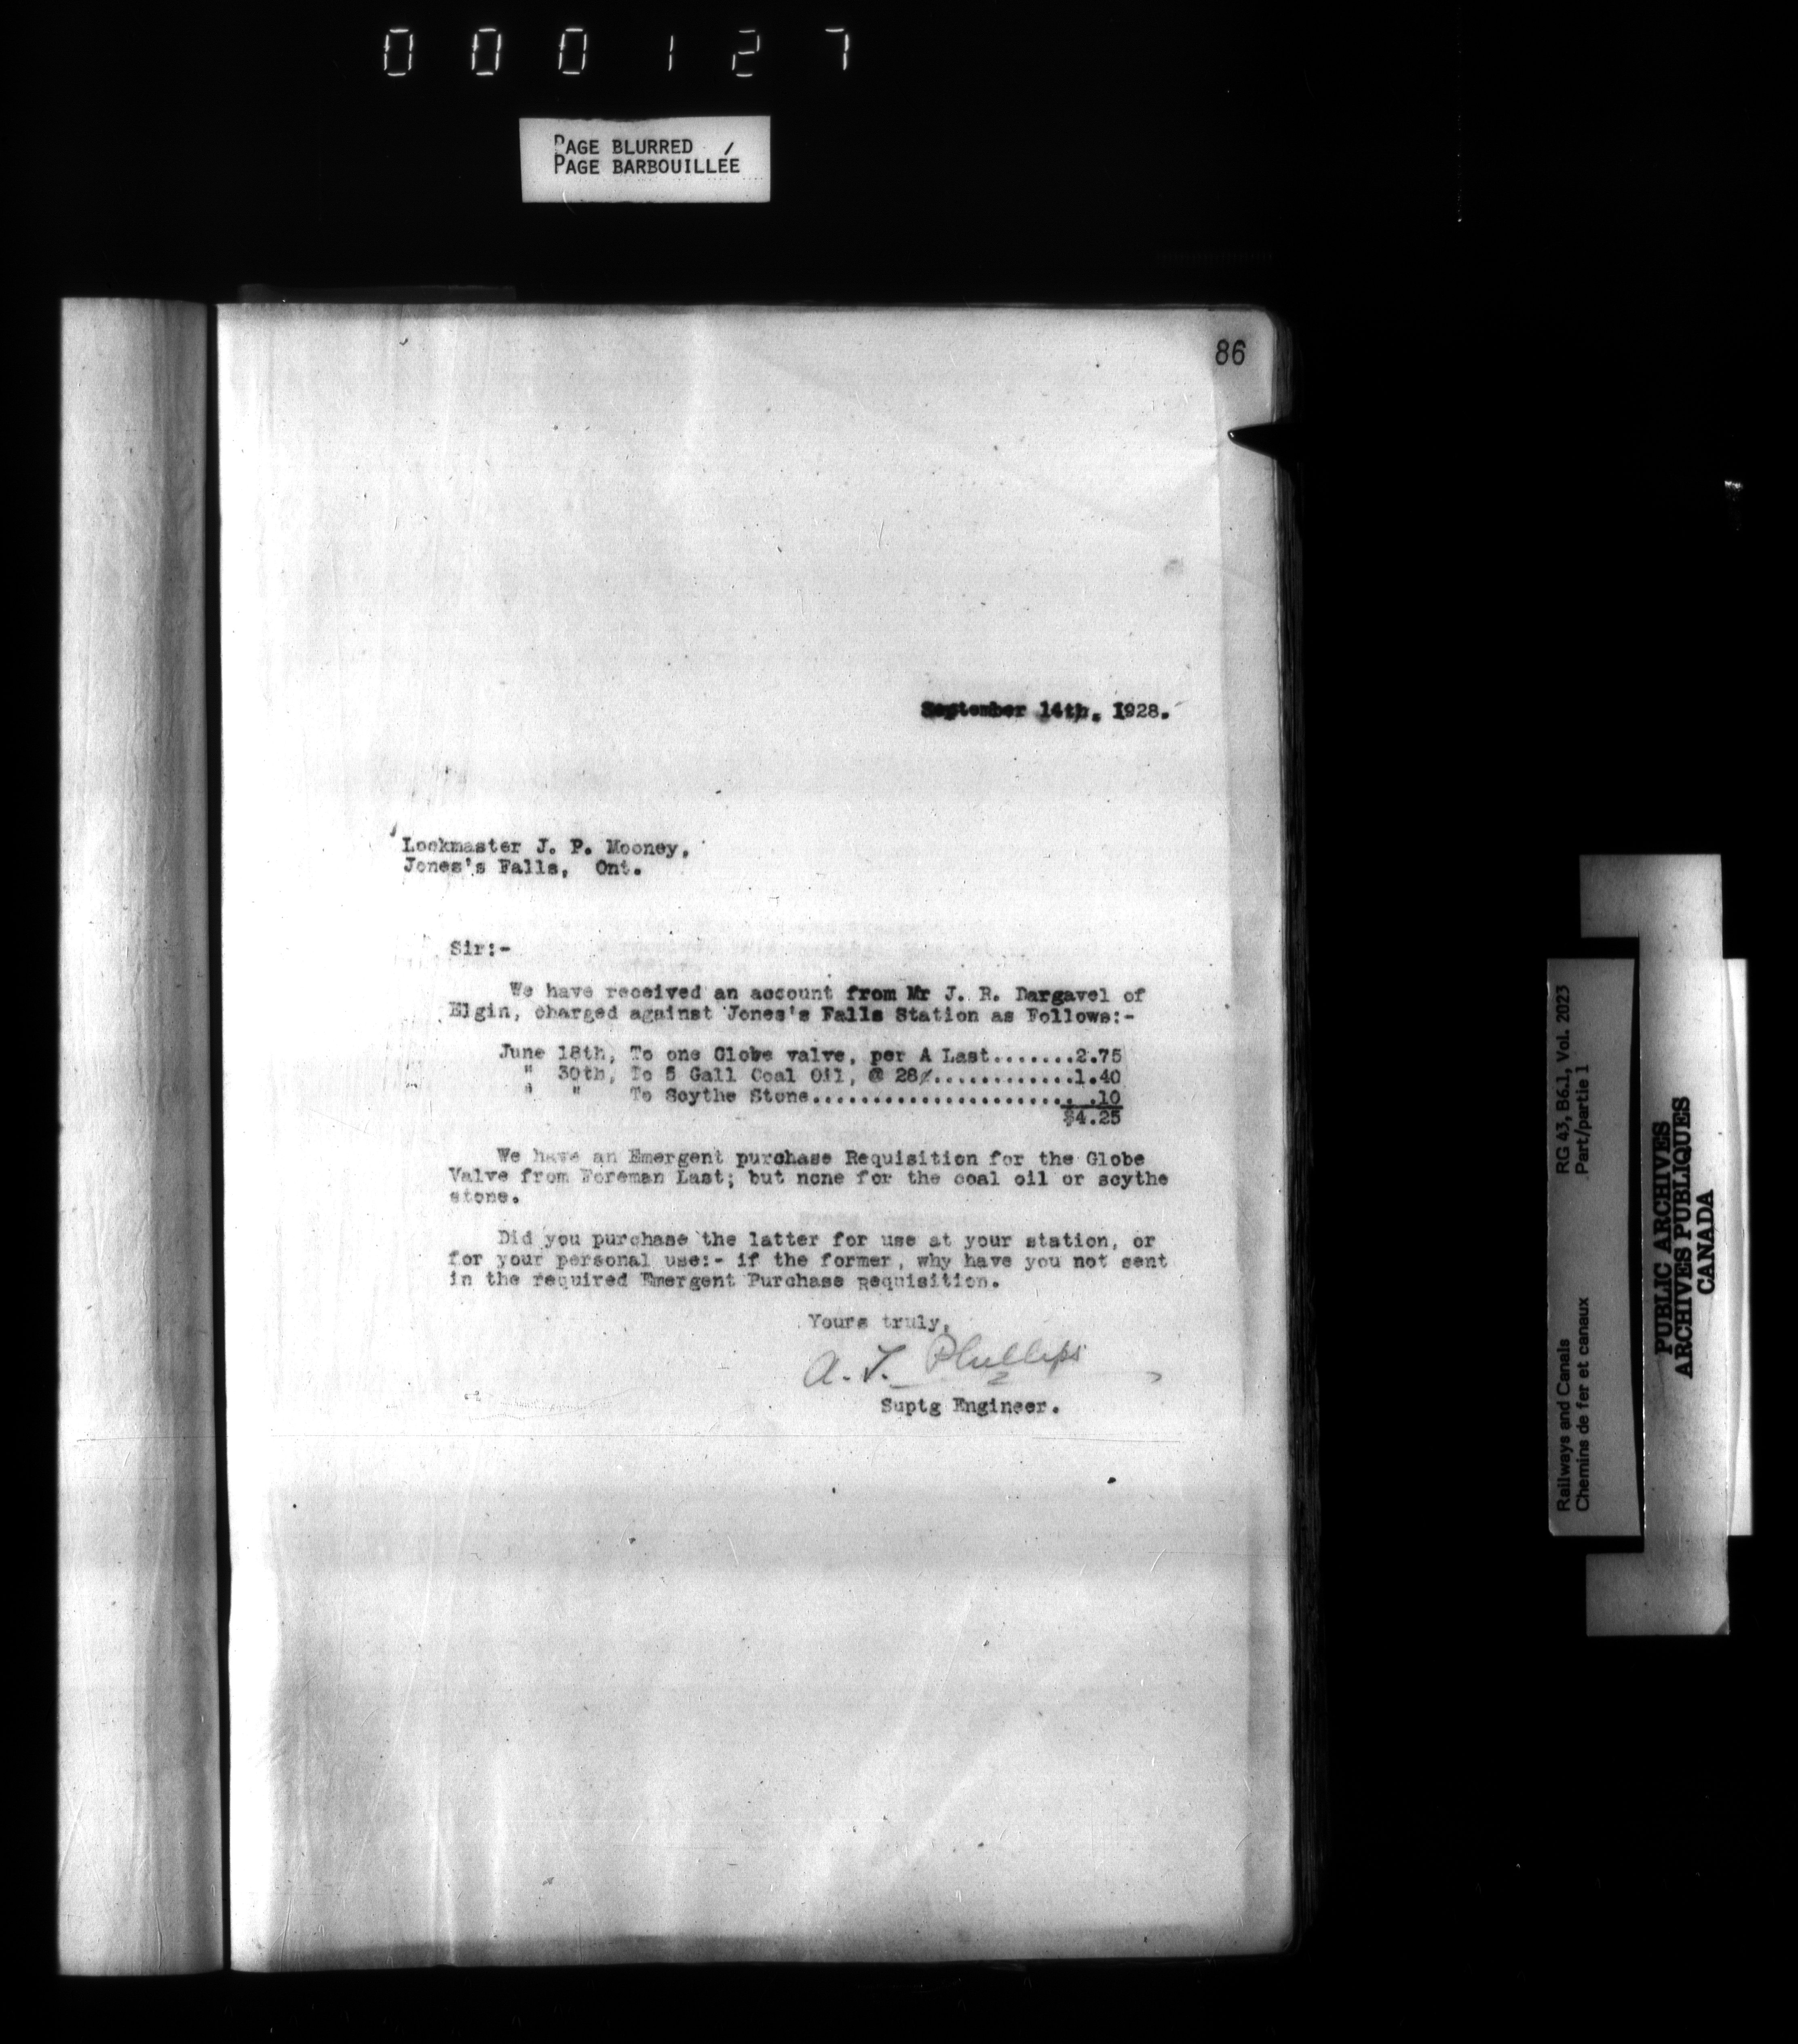 000127
PAGE BLURRED
PAGE BARBOUILLÉE
86
September 14th. 1928.
Lockmaster J. P. Mooney,
Jones's Falls, Ont.
Sir:-
We have received an account from Mr J. R. Dargavel of
Elgin, charged against Jones's Falls Station as Follows:-
June 18th, To one Globe valve, per A Last.......2.75
" 30th, To 5 Gall Coal Oil, @ 28¢.............1.40
" " To Scythe Stone........................ .10
$4.25
We have an Emergent purchase Requisition for the Globe
Valve from Foreman Last; but none for the coal oil or scythe
stone.
Did you purchase the latter for use at your station, or
for your personal use:- if the former, why have you not sent
in the required Emergent Purchase Requisition.
Yours truly,
A. T. Phillips
Suptg Engineer.
Railways and Canals RG 43, B6.1, Vol. 2023
Chemins de fer et canaux Part/partie 1
PUBLIC ARCHIVES
ARCHIVES PUBLIQUES
CANADA